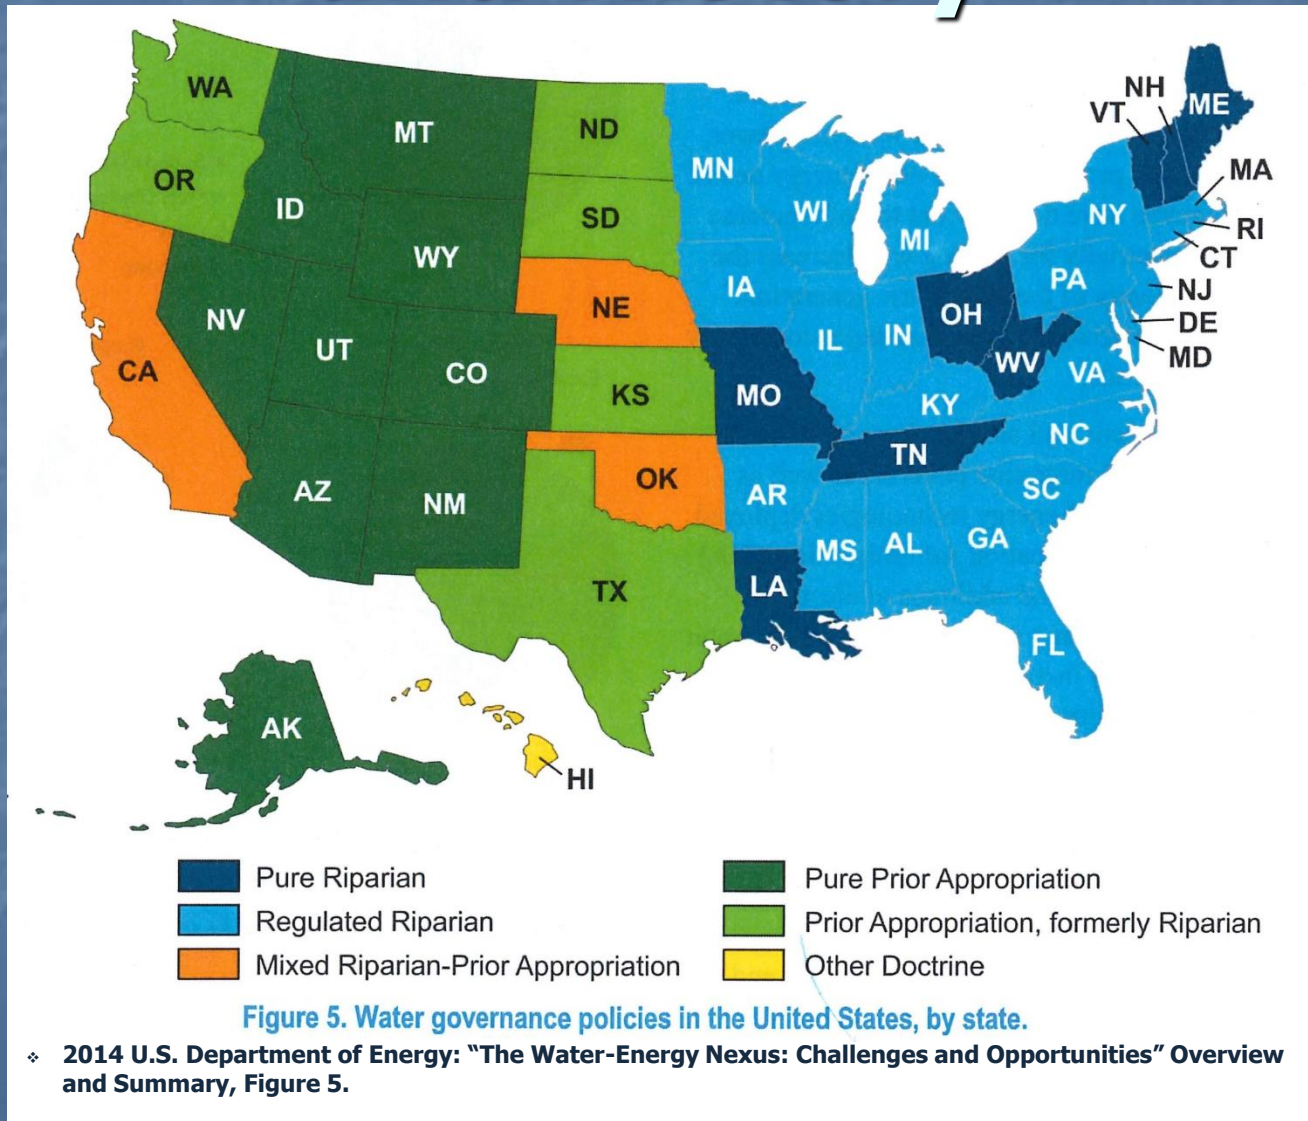 WA
MT
ND
MN
VT
NH
ME
OR
ID
SD
WI
MI
NY
MA
RI
CT
WY
NE
IA
PA
NJ
DE
MD
NV
UT
CO
KS
IL
IN
OH
WV
VA
CA
MO
KY
NC
AZ
NM
OK
AR
TN
SC
TX
LA
MS
AL
GA
FL
AK
HI
Pure Riparian
Regulated Riparian
Mixed Riparian-Prior Appropriation
Pure Prior Appropriation
Prior Appropriation, formerly Riparian
Other Doctrine
Figure 5. Water governance policies in the United States, by state.
❖ 2014 U.S. Department of Energy: “The Water-Energy Nexus: Challenges and Opportunities” Overview
and Summary, Figure 5.